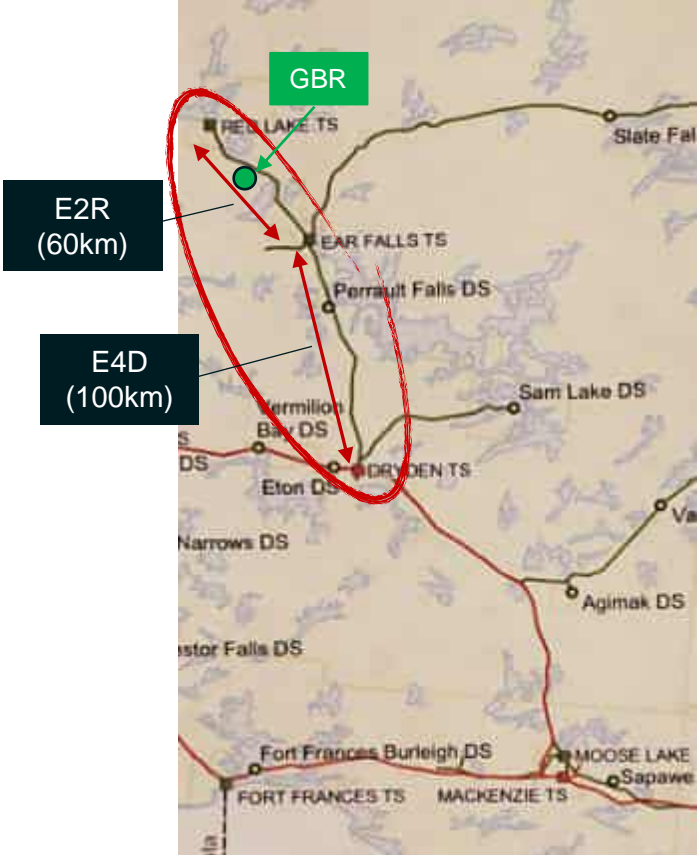 GBR
RED LAKE TS
Slate Fal
E2R
(60km)
EAR FALLS TS
Perrault Falls DS
E4D
(100km)
Sam Lake DS
Vermilion
Bay DS
S
DS
DRYDEN TS
Eton DS
Va
Narrows DS
Agimak DS
stor Falls DS
Fort Frances Burleigh DS
MOOSE LAKE
Sapawe
FORT FRANCES TS
MACKENZIE TS
la